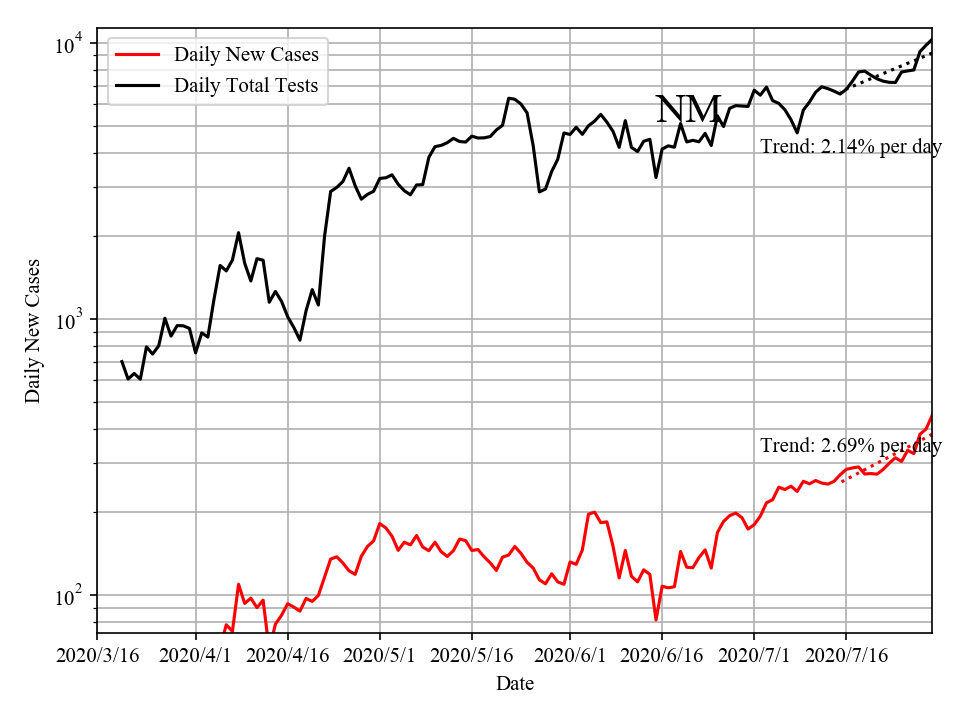 10^4
Daily New Cases
Daily Total Tests
NM
Trend: 2.14% per day
10^3
Daily New Cases
Trend: 2.69% per day
10^2
2020/3/16 2020/4/1 2020/4/16 2020/5/1 2020/5/16 2020/6/1 2020/6/16 2020/7/1 2020/7/16
Date